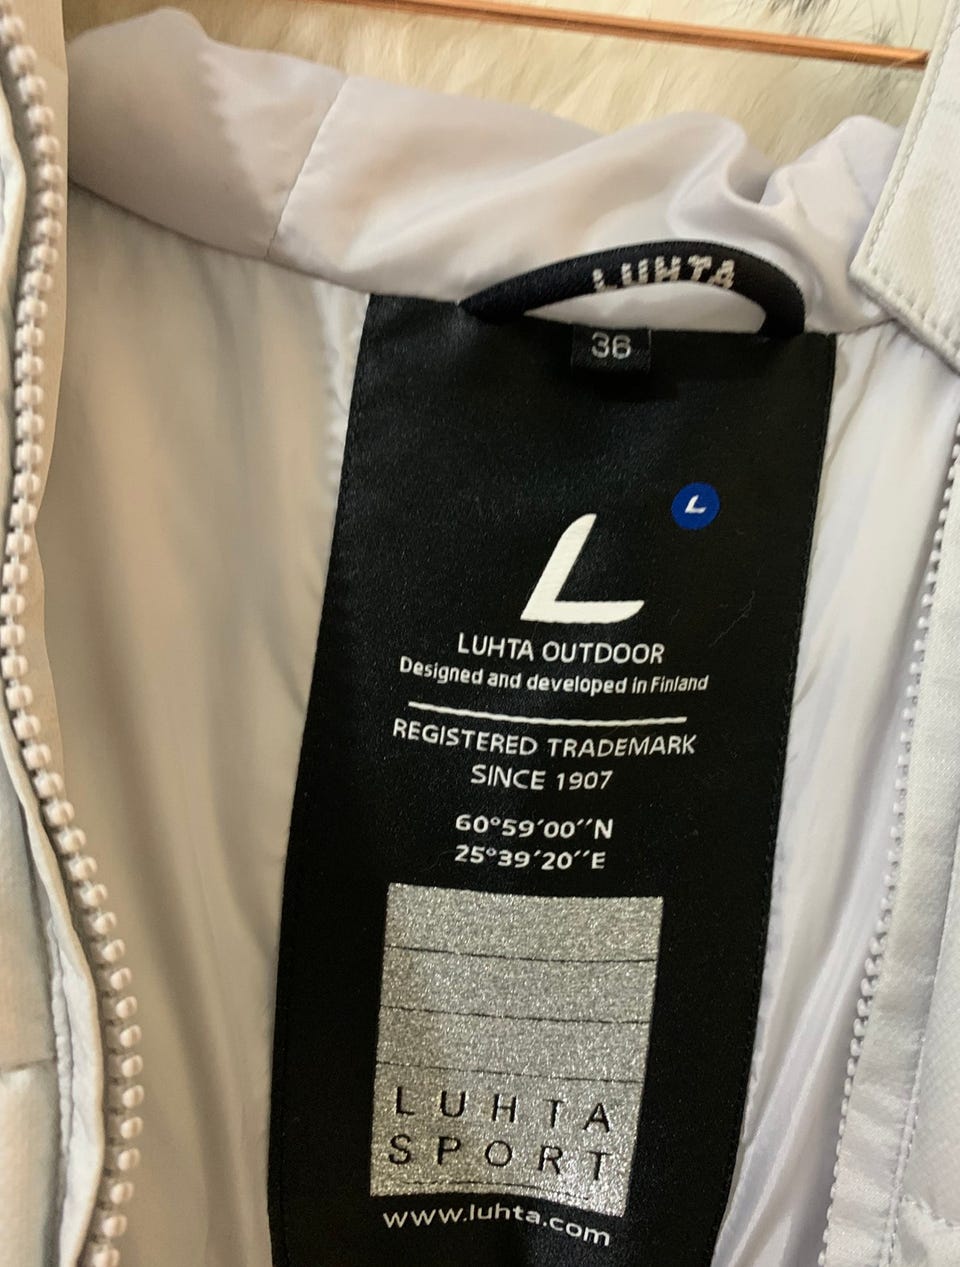 LUHTA
36
L
L
LUHTA OUTDOOR
Designed and developed in Finland
REGISTERED TRADEMARK
SINCE 1907
60°59′00′′N
25°39′20′′E
LUHTA
SPORT
www.luhta.com